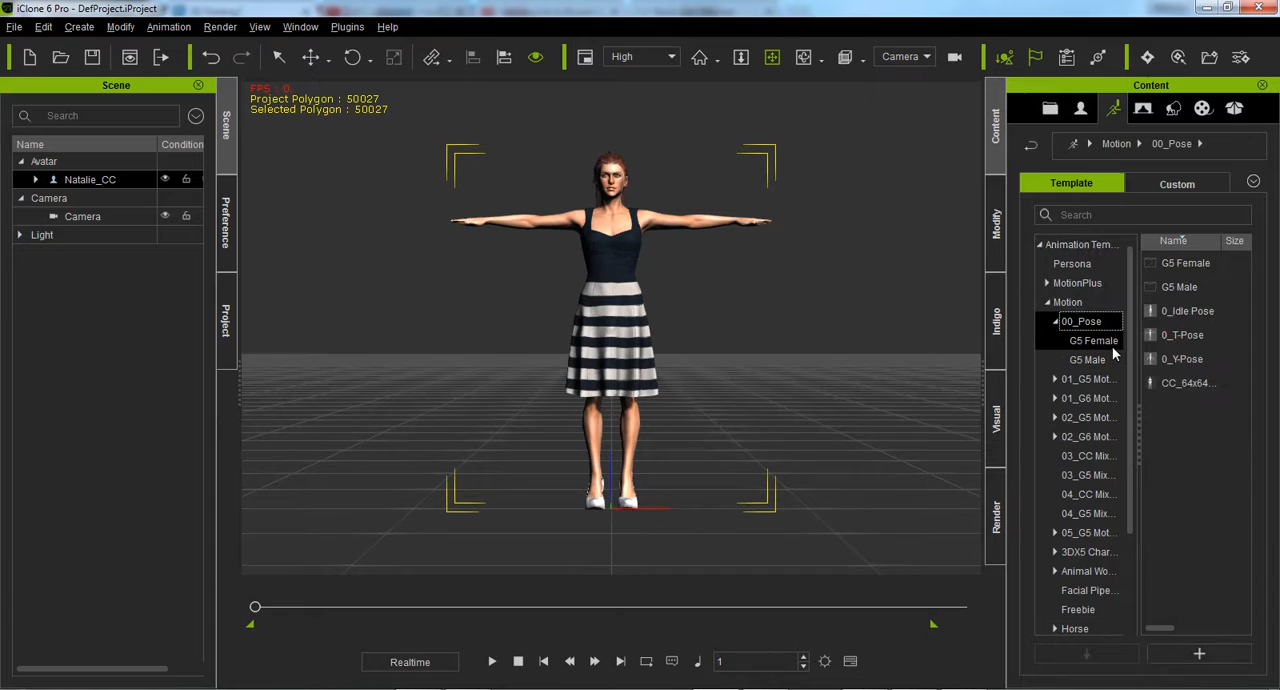 iClone 6 Pro - DefProject.iProject
File Edit Create Modify Animation Render View Window Plugins Help
High
Camera
Scene
Search
Name Condition
Avatar
Natalie_CC
Camera
Camera
Light
Scene
Preference
Project
FPS : 0
Project Polygon : 50027
Selected Polygon : 50027
Realtime
1
Content
Modify
Indigo
Visual
Render
Content
Motion 00_Pose
Template Custom
Search
Animation Tem...
Persona
MotionPlus
Motion
00_Pose
G5 Female
G5 Male
01_G5 Mot...
01_G6 Mot...
02_G5 Mot...
02_G6 Mot...
03_CC Mix...
03_G5 Mix...
04_CC Mix...
04_G5 Mix...
05_G5 Mot...
3DX5 Char...
Animal Wo...
Facial Pipe...
Freebie
Horse
Name Size
G5 Female
G5 Male
0_Idle Pose
0_T-Pose
0_Y-Pose
CC_64x64...